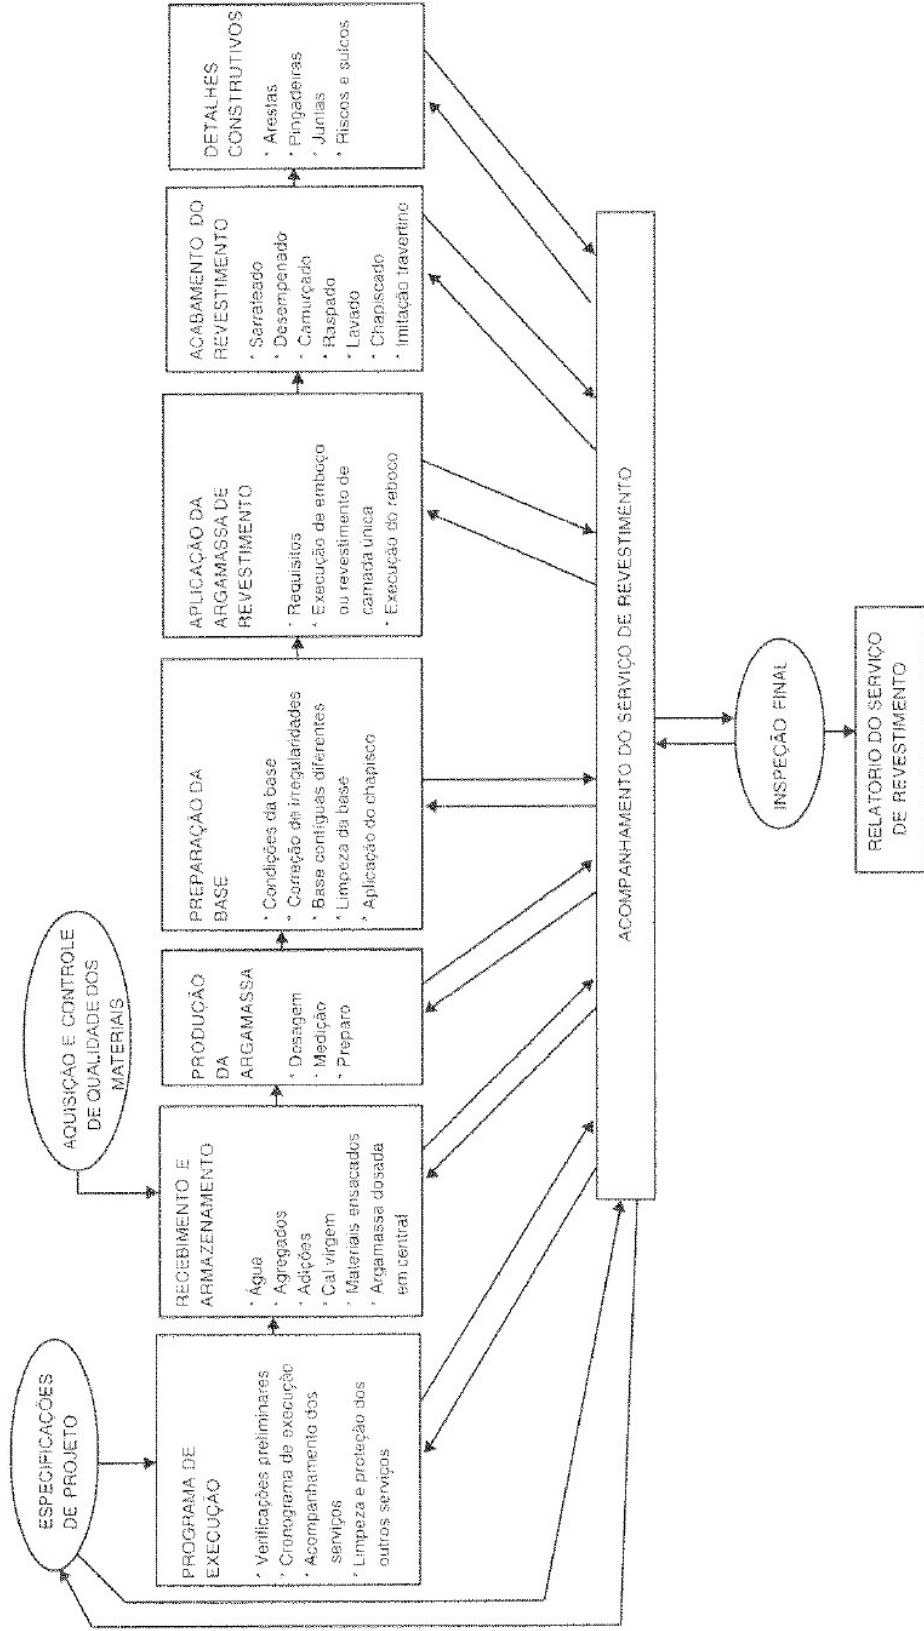 ESPECIFICAÇÕES
DE PROJETO
AQUISIÇÃO E CONTROLE
DE QUALIDADE DOS
MATERIAIS
PROGRAMA DE
EXECUÇÃO
* Verificações preliminares
* Cronograma de execução
* Acompanhamento dos
serviços
* Limpeza e proteção dos
outros serviços
RECEBIMENTO E
ARMAZENAMENTO
* Água
* Agregados
* Adições
* Cal virgem
* Materiais ensacados
* Argamassa dosada
em central
PRODUÇÃO
DA
ARGAMASSA
* Dosagem
* Medição
* Preparo
PREPARAÇÃO DA
BASE
* Condições da base
* Correção de irregularidades
* Base contíguas diferentes
* Limpeza da base
* Aplicação do chapisco
APLICAÇÃO DA
ARGAMASSA DE
REVESTIMENTO
* Requisitos
* Execução de emboço
ou revestimento de
camada única
* Execução do reboco
ACABAMENTO DO
REVESTIMENTO
* Sarrateado
* Desempenado
* Camurçado
* Raspado
* Lavado
* Chapiscado
* Imitação travertino
DETALHES
CONSTRUTIVOS
* Arestas
* Pingadeiras
* Juntas
* Riscos e sulcos
ACOMPANHAMENTO DO SERVIÇO DE REVESTIMENTO
INSPEÇÃO FINAL
RELATORIO DO SERVIÇO
DE REVESTIMENTO